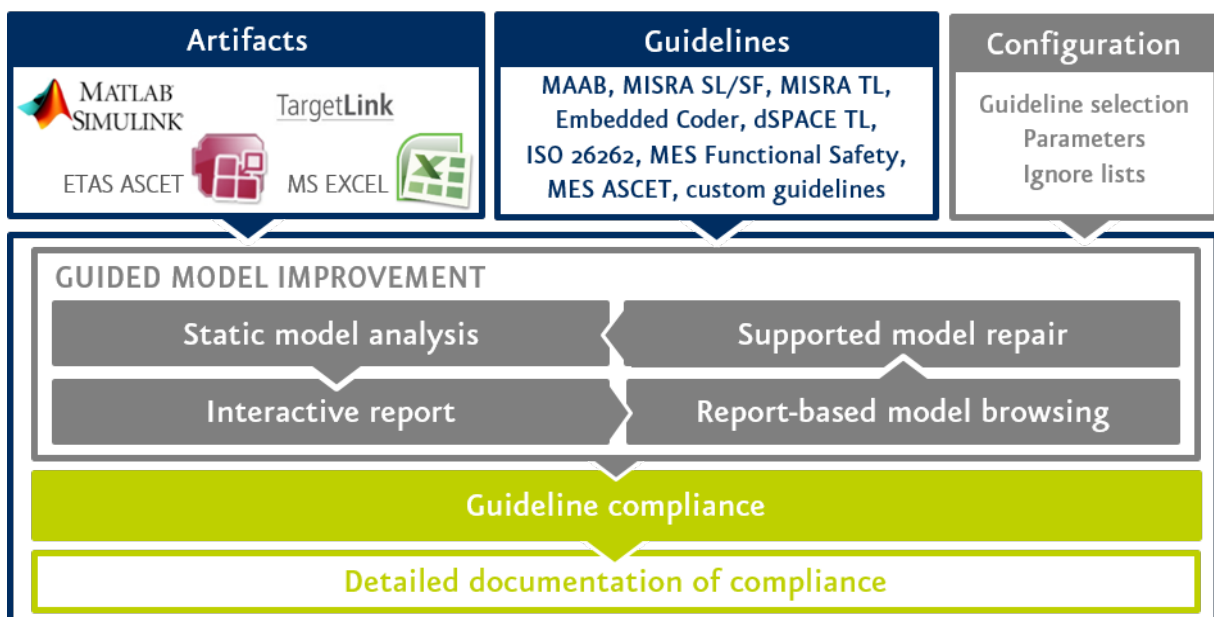 Artifacts
MATLAB
SIMULINK
TargetLink
ETAS ASCET
MS EXCEL
Guidelines
MAAB, MISRA SL/SF, MISRA TL,
Embedded Coder, dSPACE TL,
ISO 26262, MES Functional Safety,
MES ASCET, custom guidelines
Configuration
Guideline selection
Parameters
Ignore lists
GUIDED MODEL IMPROVEMENT
Static model analysis
Supported model repair
Interactive report
Report-based model browsing
Guideline compliance
Detailed documentation of compliance